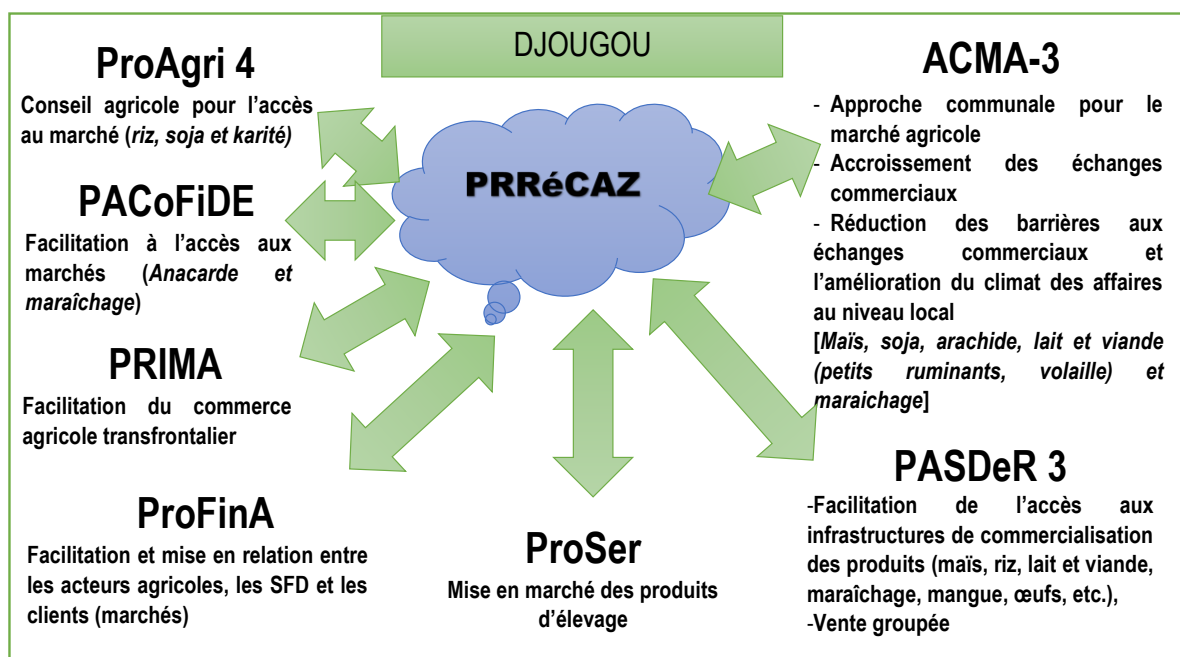 DJOUGOU
ProAgri 4
Conseil agricole pour l’accès
au marché (riz, soja et karité)
PACoFiDE
Facilitation à l’accès aux
marchés (Anacarde et
maraîchage)
PRIMA
Facilitation du commerce
agricole transfrontalier
ProFinA
Facilitation et mise en relation entre
les acteurs agricoles, les SFD et les
clients (marchés)
PRRéCAZ
ProSer
Mise en marché des produits
d’élevage
ACMA-3
- Approche communale pour le
marché agricole
- Accroissement des échanges
commerciaux
- Réduction des barrières aux
échanges commerciaux et
l’amélioration du climat des affaires
au niveau local
[Maïs, soja, arachide, lait et viande
(petits ruminants, volaille) et
maraichage]
PASDeR 3
-Facilitation de l’accès aux
infrastructures de commercialisation
des produits (maïs, riz, lait et viande,
maraîchage, mangue, œufs, etc.),
-Vente groupée